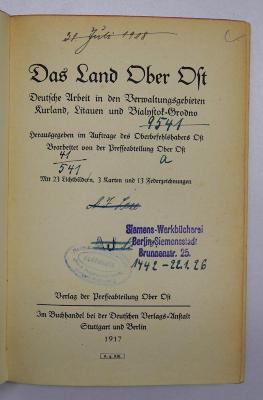 21 Juli 1918
Das Land Ober Ost
Deutsche Arbeit in den Verwaltungsgebieten
Kurland, Litauen und Bialystok-Grodno
9541
Herausgegeben im Auftrage des Oberbefehlshabers Ost
Bearbeitet von der Presseabteilung Ober Ost
41
541
a
Mit 23 Lichtbildern, 3 Karten und 13 Federzeichnungen
Siemens-Werkbücherei
Berlin-Siemensstadt
Brunnenstr. 25.
1442 - 22.1.26
Verlag der Presseabteilung Ober Ost
Im Buchhandel bei der Deutschen Verlags-Anstalt
Stuttgart und Berlin
1917